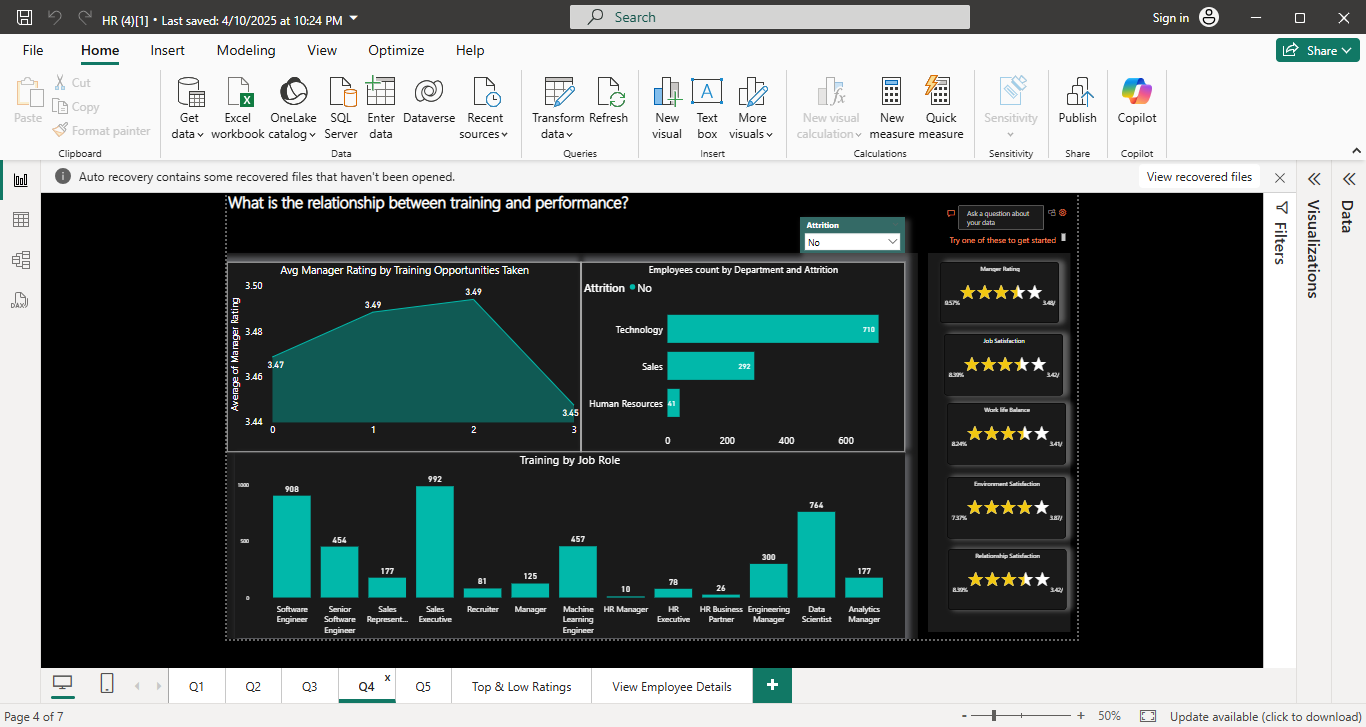 HR (4)[1] • Last saved: 4/10/2025 at 10:24 PM
Search
Sign in
File Home Insert Modeling View Optimize Help
Share
Paste
Cut
Copy
Format painter
Clipboard
Get data
Excel workbook
OneLake catalog
SQL Server
Enter data
Dataverse
Recent sources
Data
Transform data
Refresh
Queries
New visual
Text box
More visuals
Insert
New visual calculation
New measure
Quick measure
Calculations
Sensitivity
Sensitivity
Publish
Share
Copilot
Copilot
Auto recovery contains some recovered files that haven't been opened.
View recovered files
What is the relationship between training and performance?
Attrition
No
Ask a question about
your data
Try one of these to get started
Avg Manager Rating by Training Opportunities Taken
Average of Manager Rating
3.50
3.48
3.46
3.44
3.47
3.49
3.49
3.45
0 1 2 3
Employees count by Department and Attrition
Attrition No
Technology 710
Sales 292
Human Resources 41
0 200 400 600
Training by Job Role
1000
500
0
908 454 177 992 81 125 457 10 78 26 300 764 177
Software Engineer
Senior Software Engineer
Sales Represent...
Sales Executive
Recruiter
Manager
Machine Learning Engineer
HR Manager
HR Executive
HR Business Partner
Engineering Manager
Data Scientist
Analytics Manager
Rating
9.57% 3.48/
Job Satisfaction
8.39% 3.42/
Work life Balance
8.24% 3.41/
Environment Satisfaction
7.37% 3.87/
Relationship Satisfaction
8.39% 3.42/
Filters
Visualizations
Data
DAX
Q1 Q2 Q3 Q4 x Q5 Top & Low Ratings View Employee Details +
Page 4 of 7
- + 50%
Update available (click to download)